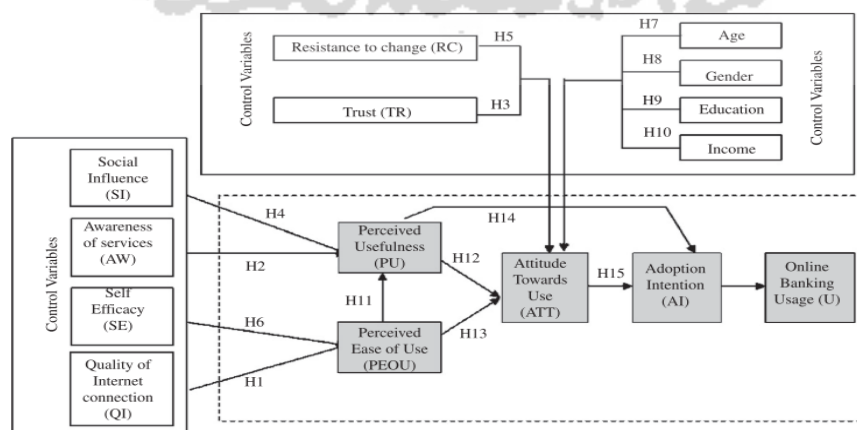 Control Variables
Resistance to change (RC)
H5
Trust (TR)
H3
H7
Age
H8
Gender
H9
Education
H10
Income
Control Variables
Control Variables
Social
Influence
(SI)
Awareness
of services
(AW)
Self
Efficacy
(SE)
Quality of
Internet
connection
(QI)
H4
H2
H6
H1
Perceived
Usefulness
(PU)
H11
Perceived
Ease of Use
(PEOU)
H14
H12
H13
Attitude
Towards
Use
(ATT)
H15
Adoption
Intention
(AI)
Online
Banking
Usage (U)